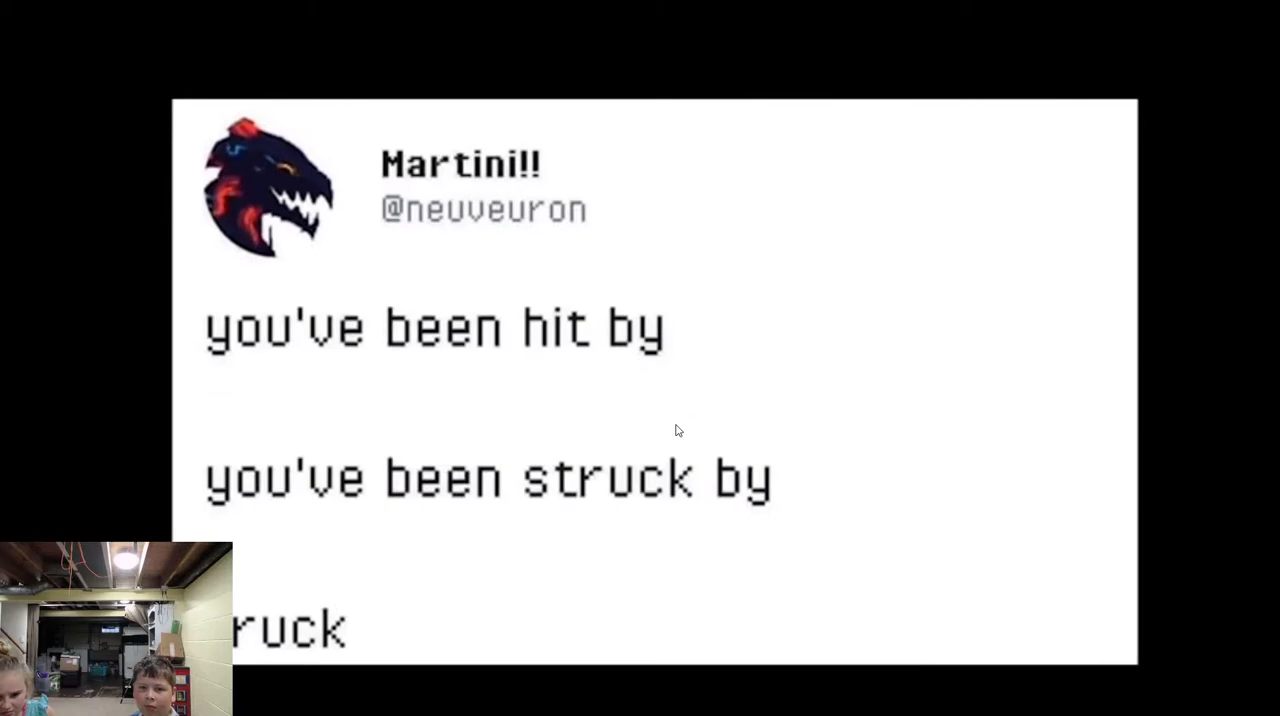 Martini!!
@neuveuron
you've been hit by
you've been struck by
ruck